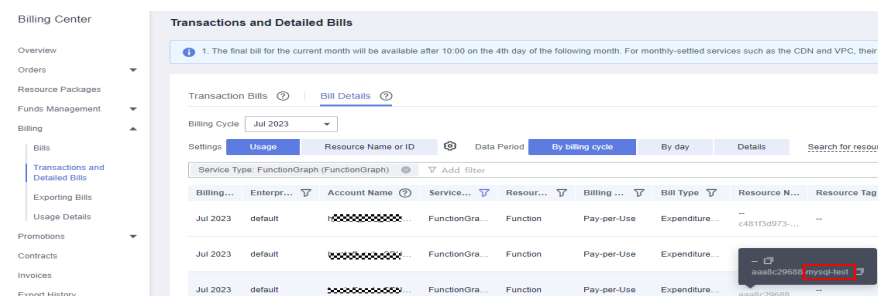 Billing Center
Overview
Orders
Resource Packages
Funds Management
Billing
Bills
Transactions and
Detailed Bills
Exporting Bills
Usage Details
Promotions
Contracts
Invoices
Export History
Transactions and Detailed Bills
1. The final bill for the current month will be available after 10:00 on the 4th day of the following month. For monthly-settled services such as the CDN and VPC, their
Transaction Bills
Bill Details
Billing Cycle Jul 2023
Settings Usage Resource Name or ID Data Period By billing cycle By day Details Search for resour
Service Type: FunctionGraph (FunctionGraph) Add filter
Billing... Enterpr... Account Name Service... Resour... Billing ... Bill Type Resource N... Resource Tag
Jul 2023 default FunctionGra... Function Pay-per-Use Expenditure... --
c481f3d973-... --
Jul 2023 default FunctionGra... Function Pay-per-Use Expenditure...
--
aaa8c29688 mysql-test
Jul 2023 default FunctionGra... Function Pay-per-Use Expenditure... --
aaa8c29688